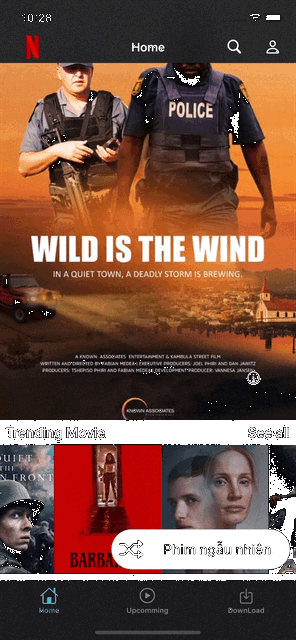 10:26
N
Home
POLICE
WILD IS THE WIND
IN A QUIET TOWN, A DEADLY STORM IS BREWING.
A KNOWN ASSOCIATES ENTERTAINMENT & KAMBULA STREET FILM
WRITTEN AND DIRECTED BY FABIAN MEDEA EXECUTIVE PRODUCERS: JOEL PHIRI AND DAN JAWITZ
PRODUCERS: TSHEPISO PHIRI AND FABIAN MEDEA DEVELOPMENT PRODUCER: VANNESA JANSEN
KNOWN ASSOCIATES
Trending Movie
See all
QUIET
N FRONT
BARBAR
Phim ngẫu nhiên
Home
Upcomming
DownLoad